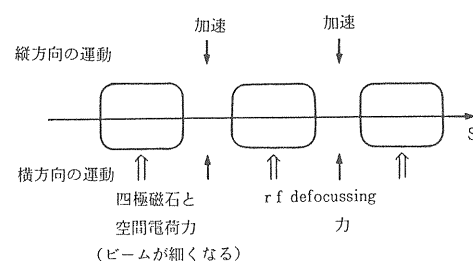 加速 加速
縦方向の運動
S
横方向の運動
四極磁石と rf defocussing
空間電荷力 力
(ビームが細くなる)